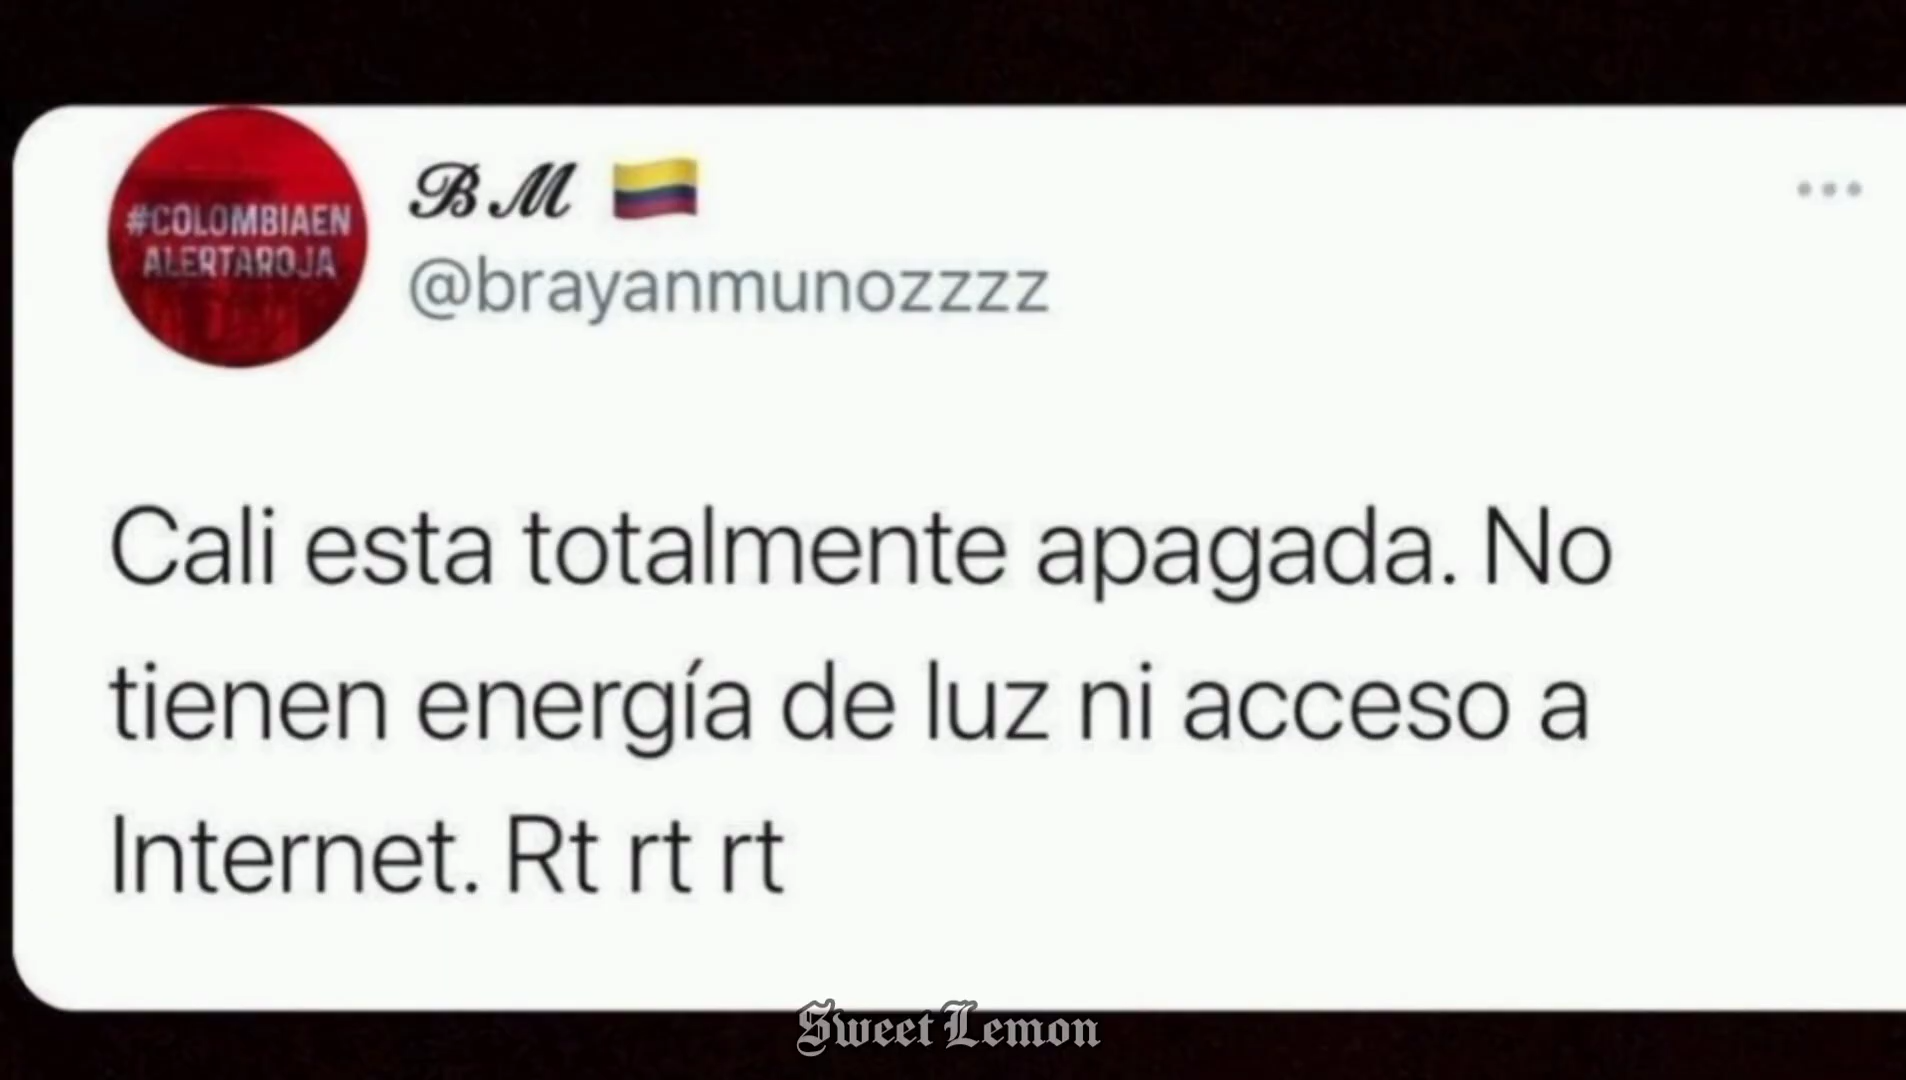 #COLOMBIAEN
ALERTAROJA
ℬℳ 🇨🇴
@brayanmunozzzz
Cali esta totalmente apagada. No
tienen energía de luz ni acceso a
Internet. Rt rt rt
Sweet Lemon